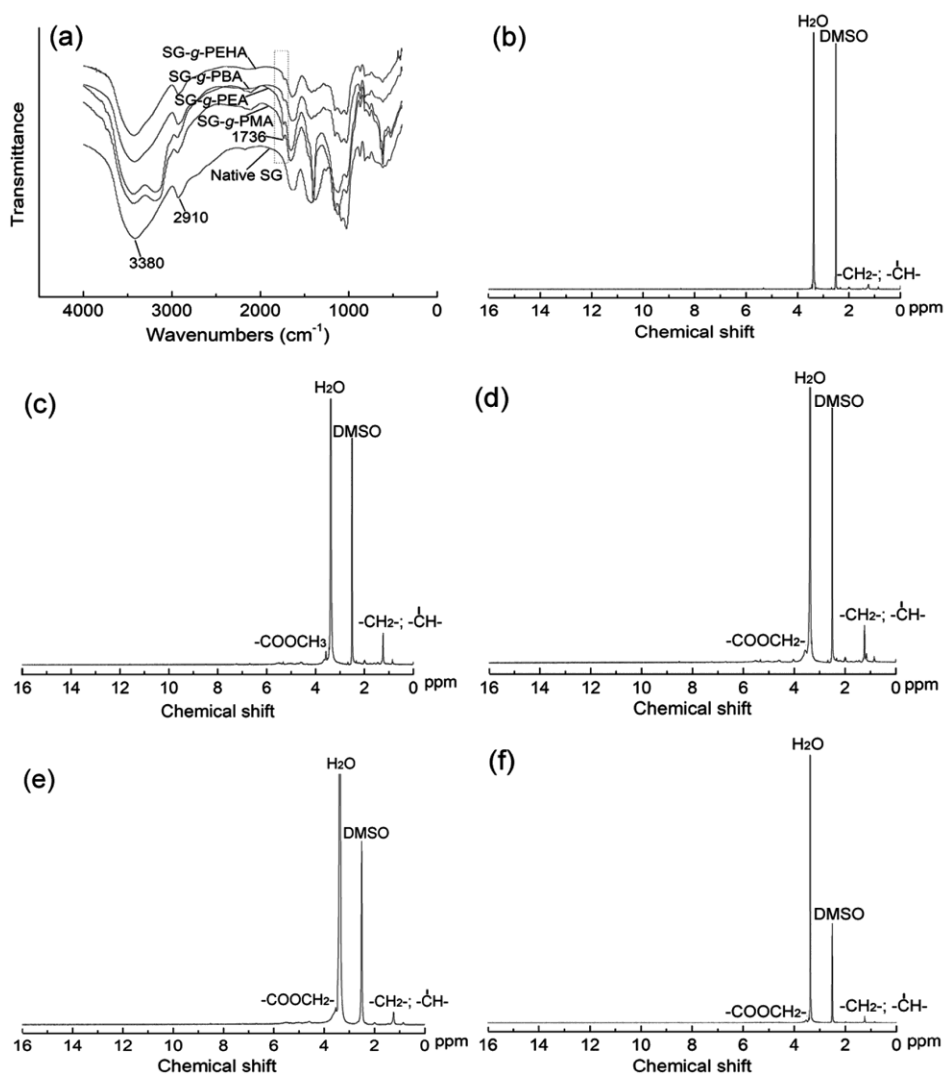 (a)
SG-g-PEHA
SG-g-PBA
SG-g-PEA
SG-g-PMA
1736
Native SG
2910
3380
Transmittance
4000 3000 2000 1000 0
Wavenumbers (cm⁻¹)
(b)
H₂O
DMSO
-CH₂-; -CH-
16 14 12 10 8 6 4 2 0 ppm
Chemical shift
(c)
H₂O
DMSO
-COOCH₃
-CH₂-; -CH-
16 14 12 10 8 6 4 2 0 ppm
Chemical shift
(d)
H₂O
DMSO
-COOCH₂-
-CH₂-; -CH-
16 14 12 10 8 6 4 2 0 ppm
Chemical shift
(e)
H₂O
DMSO
-COOCH₂-
-CH₂-; -CH-
16 14 12 10 8 6 4 2 0 ppm
Chemical shift
(f)
H₂O
DMSO
-COOCH₂-
-CH₂-; -CH-
16 14 12 10 8 6 4 2 0 ppm
Chemical shift